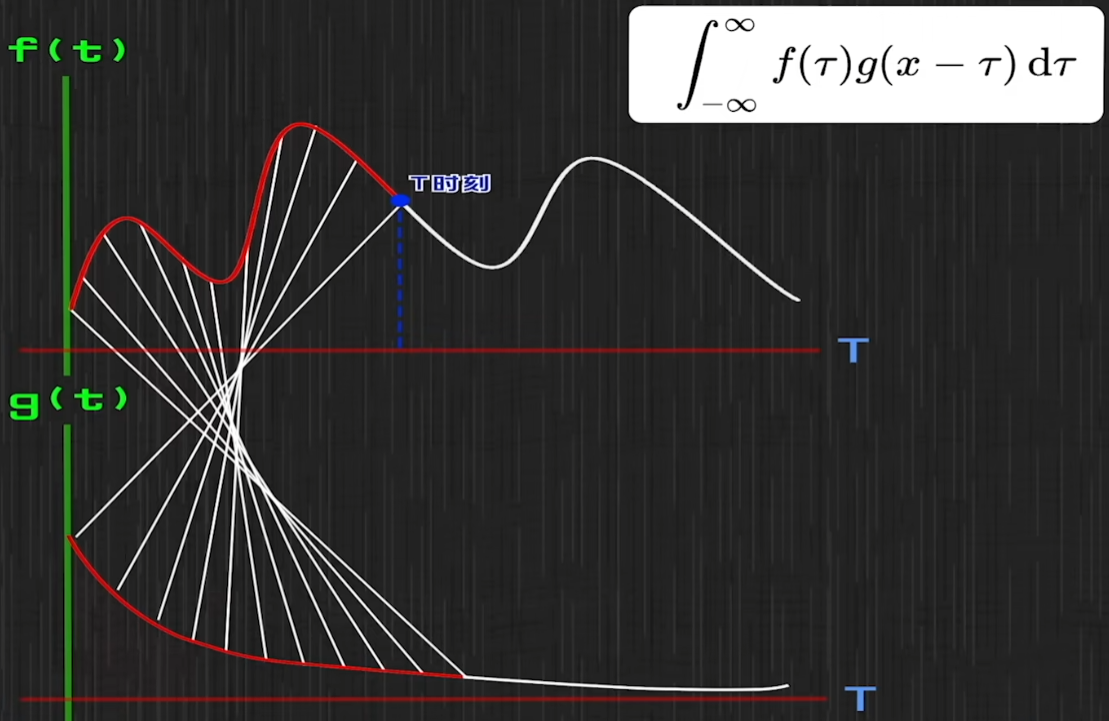 f(t)
∫_{-∞}^{∞} f(τ)g(x − τ) dτ
T时刻
T
g(t)
T